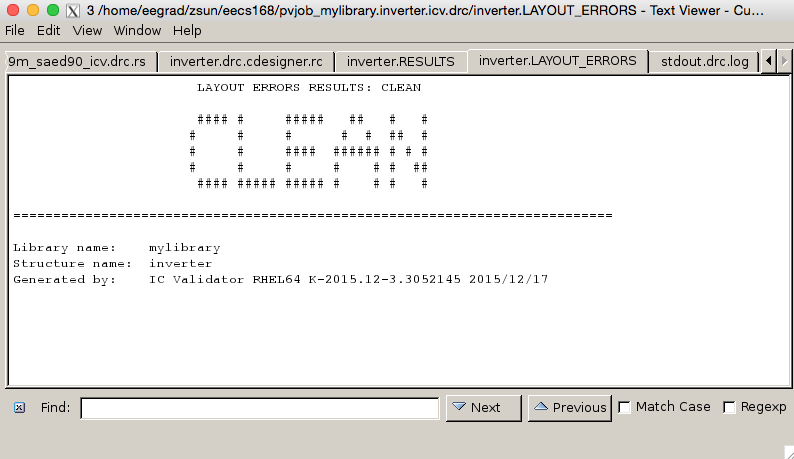 3 /home/eegrad/zsun/eecs168/pvjob_mylibrary.inverter.icv.drc/inverter.LAYOUT_ERRORS - Text Viewer - Cu...
File Edit View Window Help
9m_saed90_icv.drc.rs inverter.drc.cdesigner.rc inverter.RESULTS inverter.LAYOUT_ERRORS stdout.drc.log
LAYOUT ERRORS RESULTS: CLEAN
#### #     #####   ##   #   #
#     #     #      #  #  ##  #
#     #     ####  ###### # # #
#     #     #     #    # #  ##
#### ##### ##### #    # #   #
===========================================================================
Library name:    mylibrary
Structure name:  inverter
Generated by:    IC Validator RHEL64 K-2015.12-3.3052145 2015/12/17
Find: Next Previous Match Case Regexp